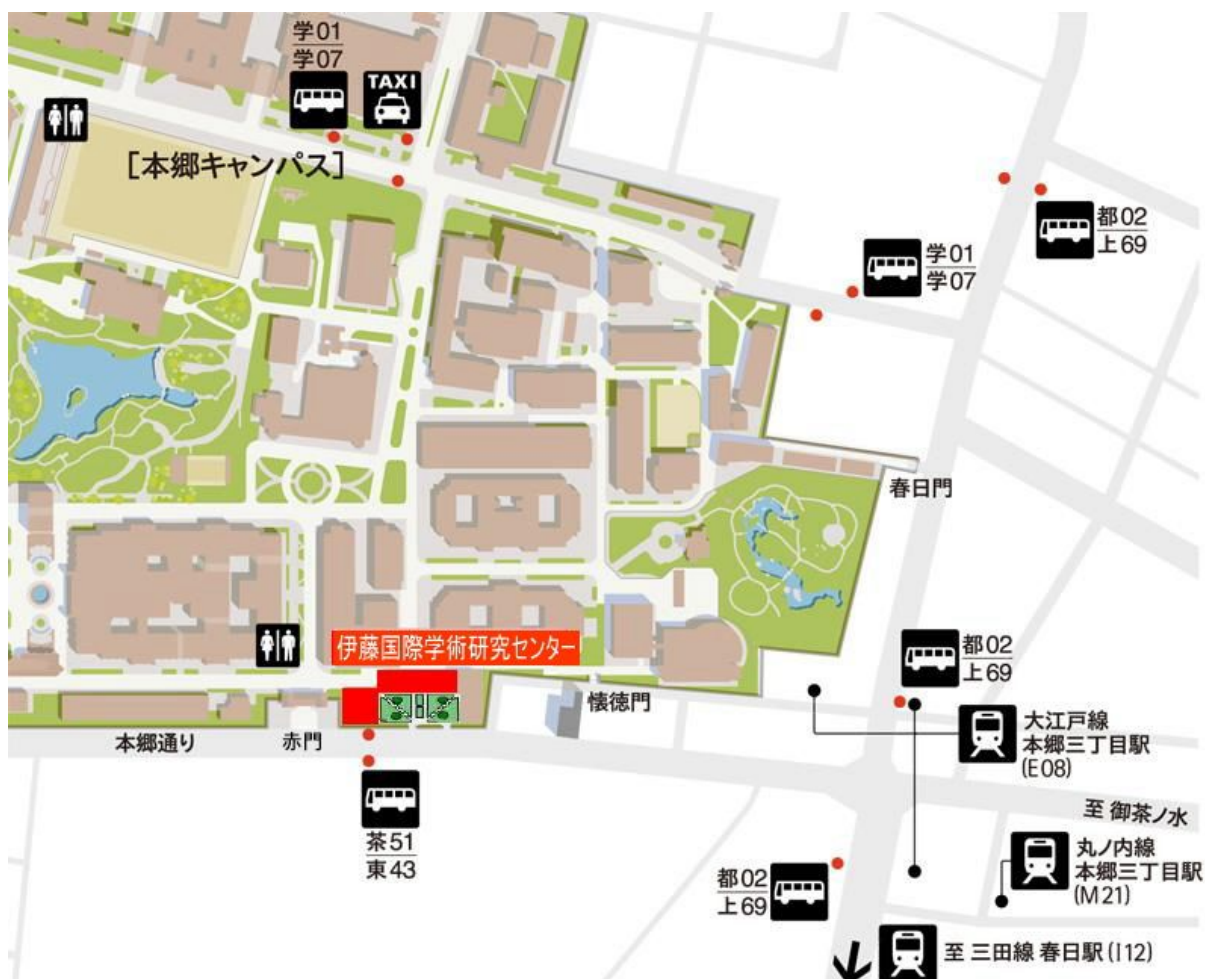 学01
学07
TAXI
[本郷キャンパス]
都02
上69
学01
学07
春日門
伊藤国際学術研究センター
都02
上69
懐徳門
大江戸線
本郷三丁目駅
(E08)
本郷通り
赤門
至 御茶ノ水
茶51
東43
丸ノ内線
本郷三丁目駅
(M21)
都02
上69
至 三田線 春日駅(I12)